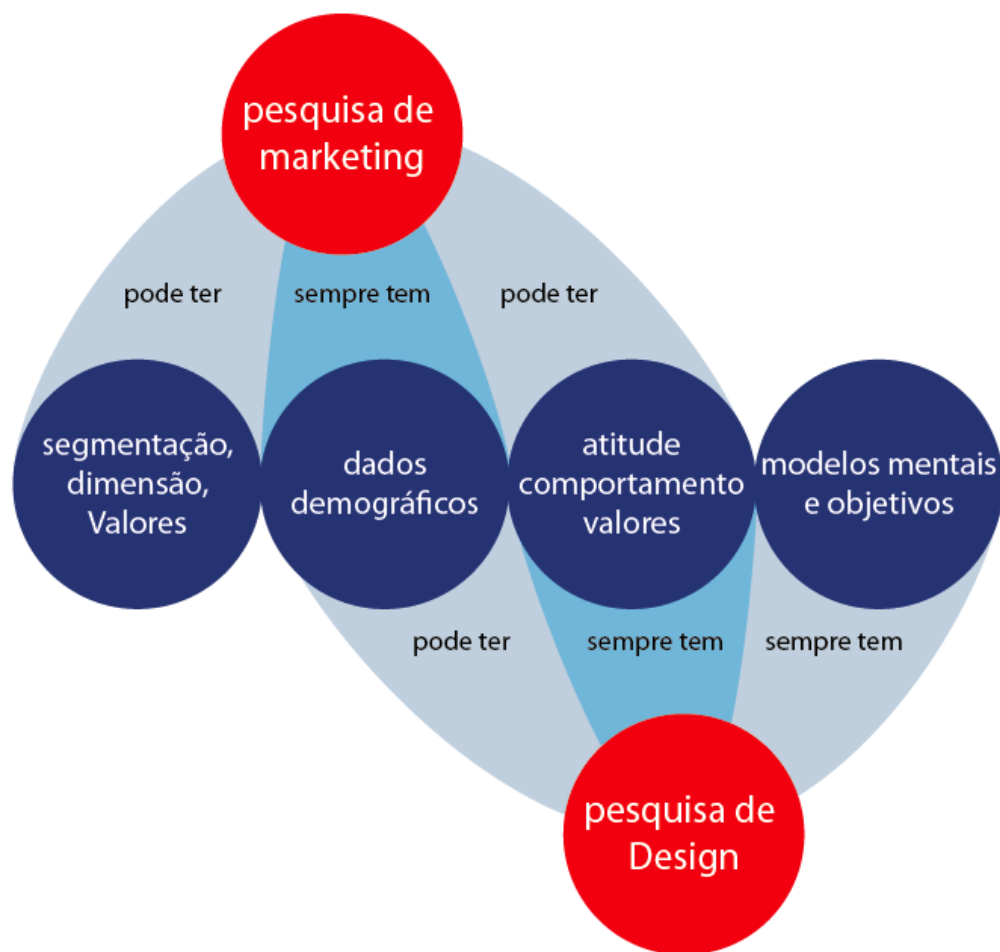 pesquisa de
marketing
pode ter
sempre tem
pode ter
segmentação,
dimensão,
Valores
dados
demográficos
atitude
comportamento
valores
modelos mentais
e objetivos
pode ter
sempre tem
sempre tem
pesquisa de
Design